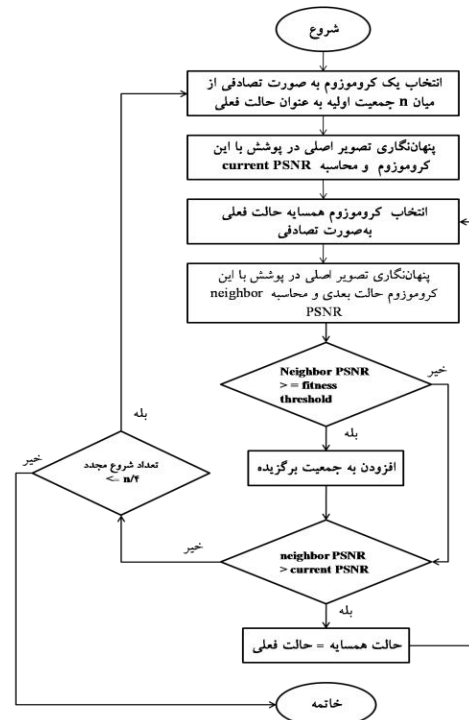 شروع
انتخاب یک کروموزوم به صورت تصادفی از
میان n جمعیت اولیه به عنوان حالت فعلی
پنهان‌نگاری تصویر اصلی در پوشش با این
کروموزوم و محاسبه current PSNR
انتخاب کروموزوم همسایه حالت فعلی
به‌صورت تصادفی
پنهان‌نگاری تصویر اصلی در پوشش با این
کروموزوم حالت بعدی و محاسبه neighbor
PSNR
Neighbor PSNR
> = fitness
threshold
خیر
بله
افزودن به جمعیت برگزیده
بله
خیر
تعداد شروع مجدد
<= n/۴
neighbor PSNR
> current PSNR
خیر
بله
حالت همسایه = حالت فعلی
خاتمه